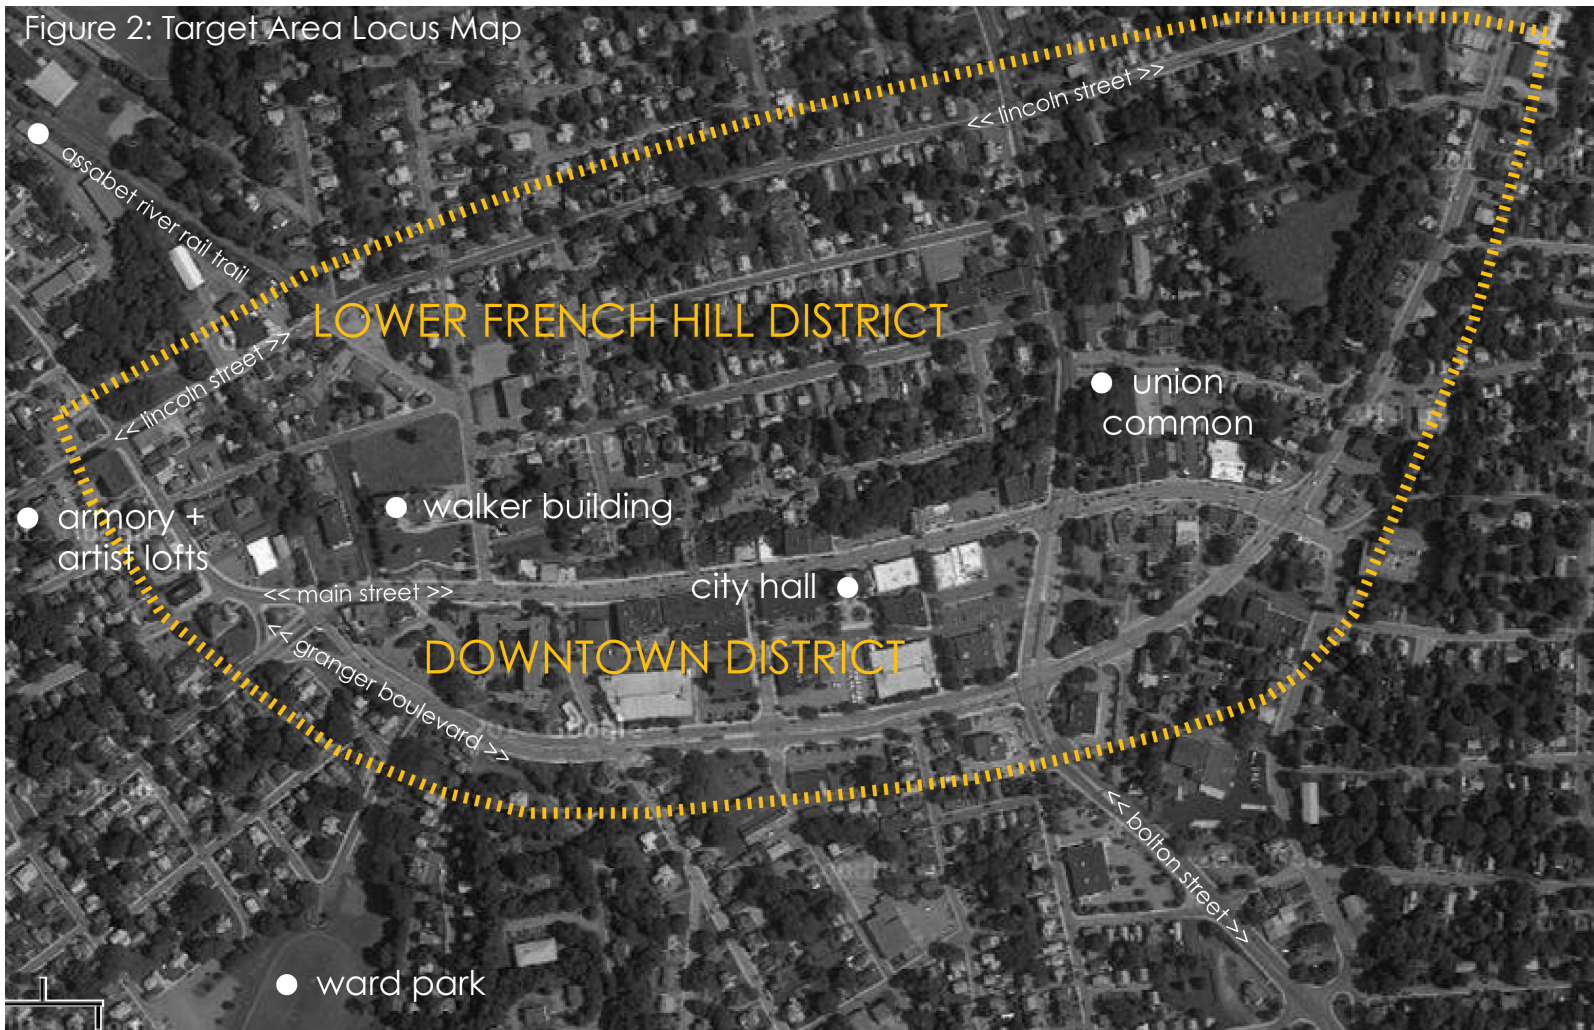 Figure 2: Target Area Locus Map
<< lincoln street >>
assabet river rail trail
LOWER FRENCH HILL DISTRICT
<< lincoln street >>
union
common
walker building
armory +
artist lofts
city hall
<< main street >>
DOWNTOWN DISTRICT
<< granger boulevard >>
<< bolton street >>
ward park